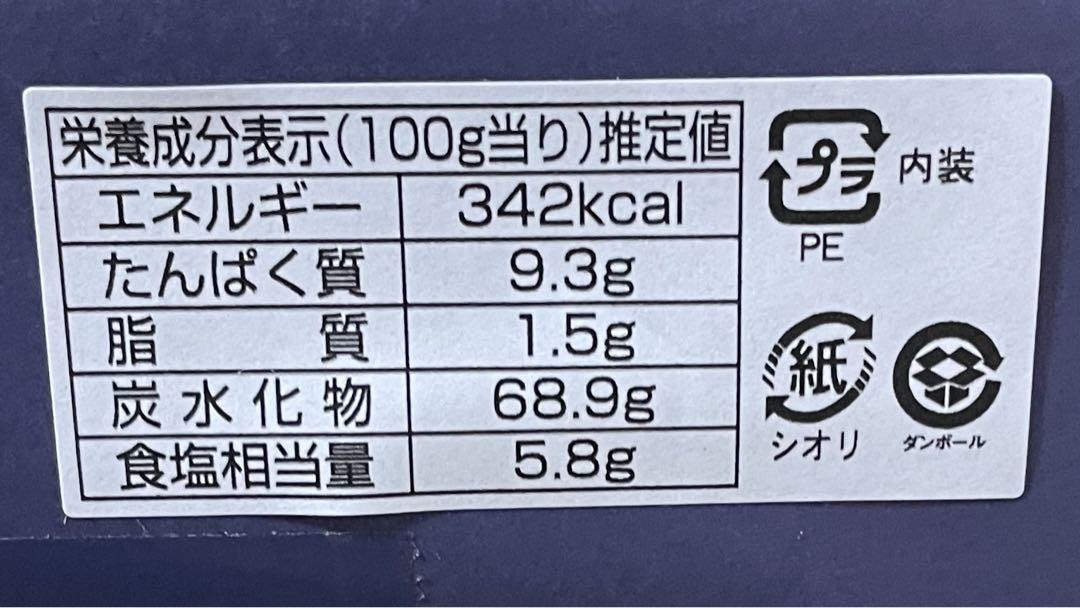 栄養成分表示(100g当り)推定値
エネルギー 342kcal
たんぱく質 9.3g
脂質 1.5g
炭水化物 68.9g
食塩相当量 5.8g
プラ 内装
PE
紙
シオリ
ダンボール